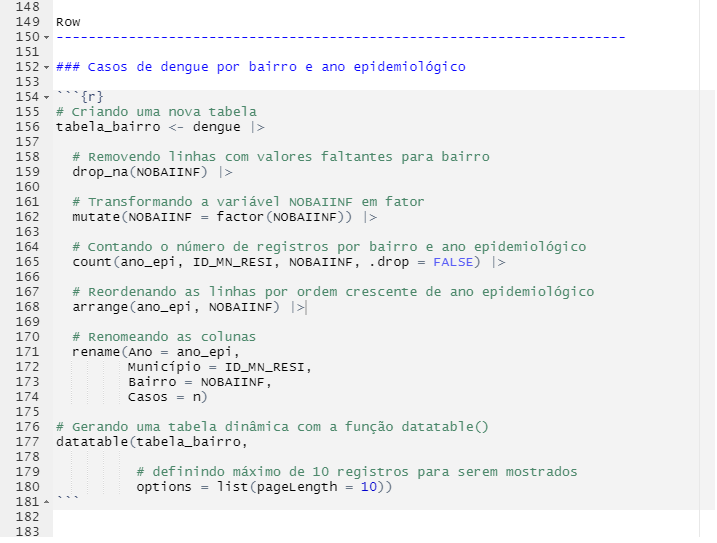 148
149 Row
150 -----------------------------------------------------------------------
151
152 ### Casos de dengue por bairro e ano epidemiológico
153
154 ```{r}
155 # Criando uma nova tabela
156 tabela_bairro <- dengue |>
157
158   # Removendo linhas com valores faltantes para bairro
159   drop_na(NOBAIINF) |>
160
161   # Transformando a variável NOBAIINF em fator
162   mutate(NOBAIINF = factor(NOBAIINF)) |>
163
164   # Contando o número de registros por bairro e ano epidemiológico
165   count(ano_epi, ID_MN_RESI, NOBAIINF, .drop = FALSE) |>
166
167   # Reordenando as linhas por ordem crescente de ano epidemiológico
168   arrange(ano_epi, NOBAIINF) |>
169
170   # Renomeando as colunas
171   rename(Ano = ano_epi,
172          Município = ID_MN_RESI,
173          Bairro = NOBAIINF,
174          Casos = n)
175
176 # Gerando uma tabela dinâmica com a função datatable()
177 datatable(tabela_bairro,
178
179           # definindo máximo de 10 registros para serem mostrados
180           options = list(pageLength = 10))
181 ```
182
183